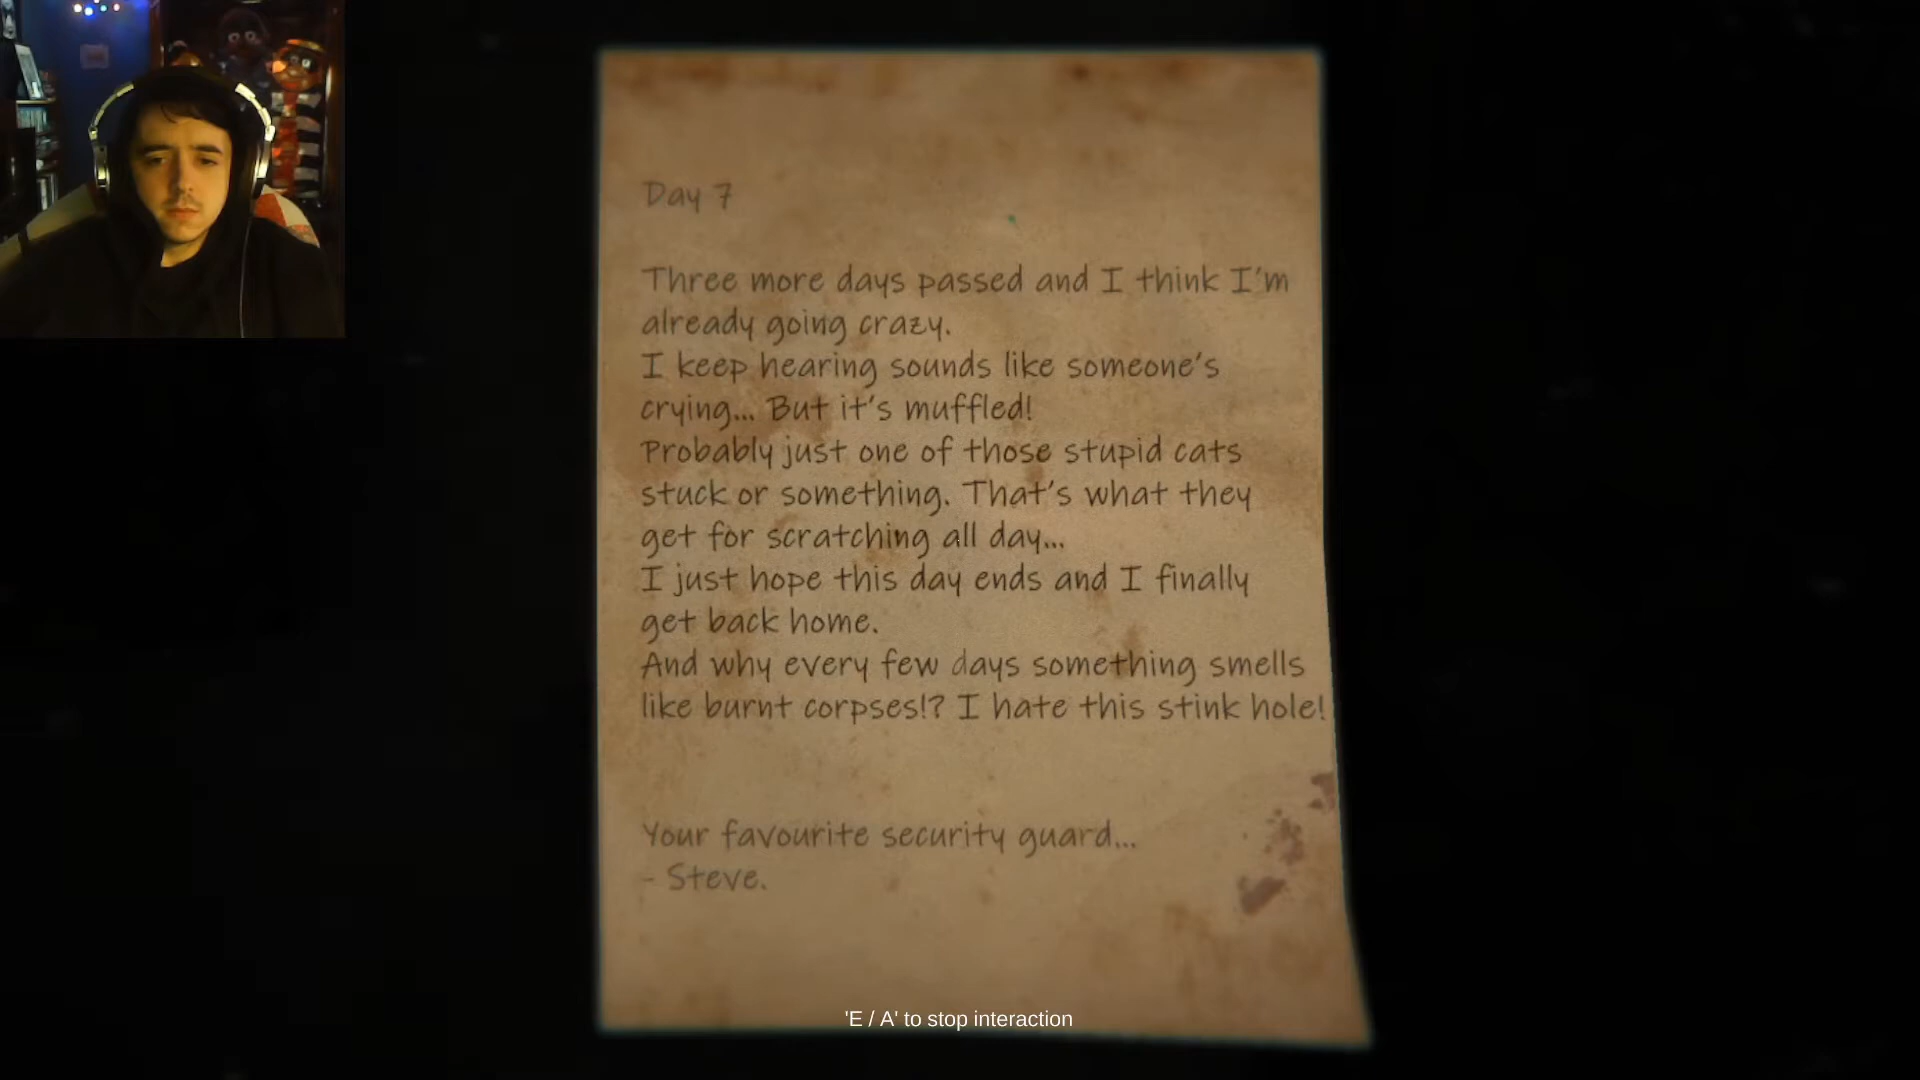 Day 7
Three more days passed and I think I'm
already going crazy.
I keep hearing sounds like someone's
crying... But it's muffled!
Probably just one of those stupid cats
stuck or something. That's what they
get for scratching all day...
I just hope this day ends and I finally
get back home.
And why every few days something smells
like burnt corpses!? I hate this stink hole!
Your favourite security guard...
- Steve.
'E / A' to stop interaction